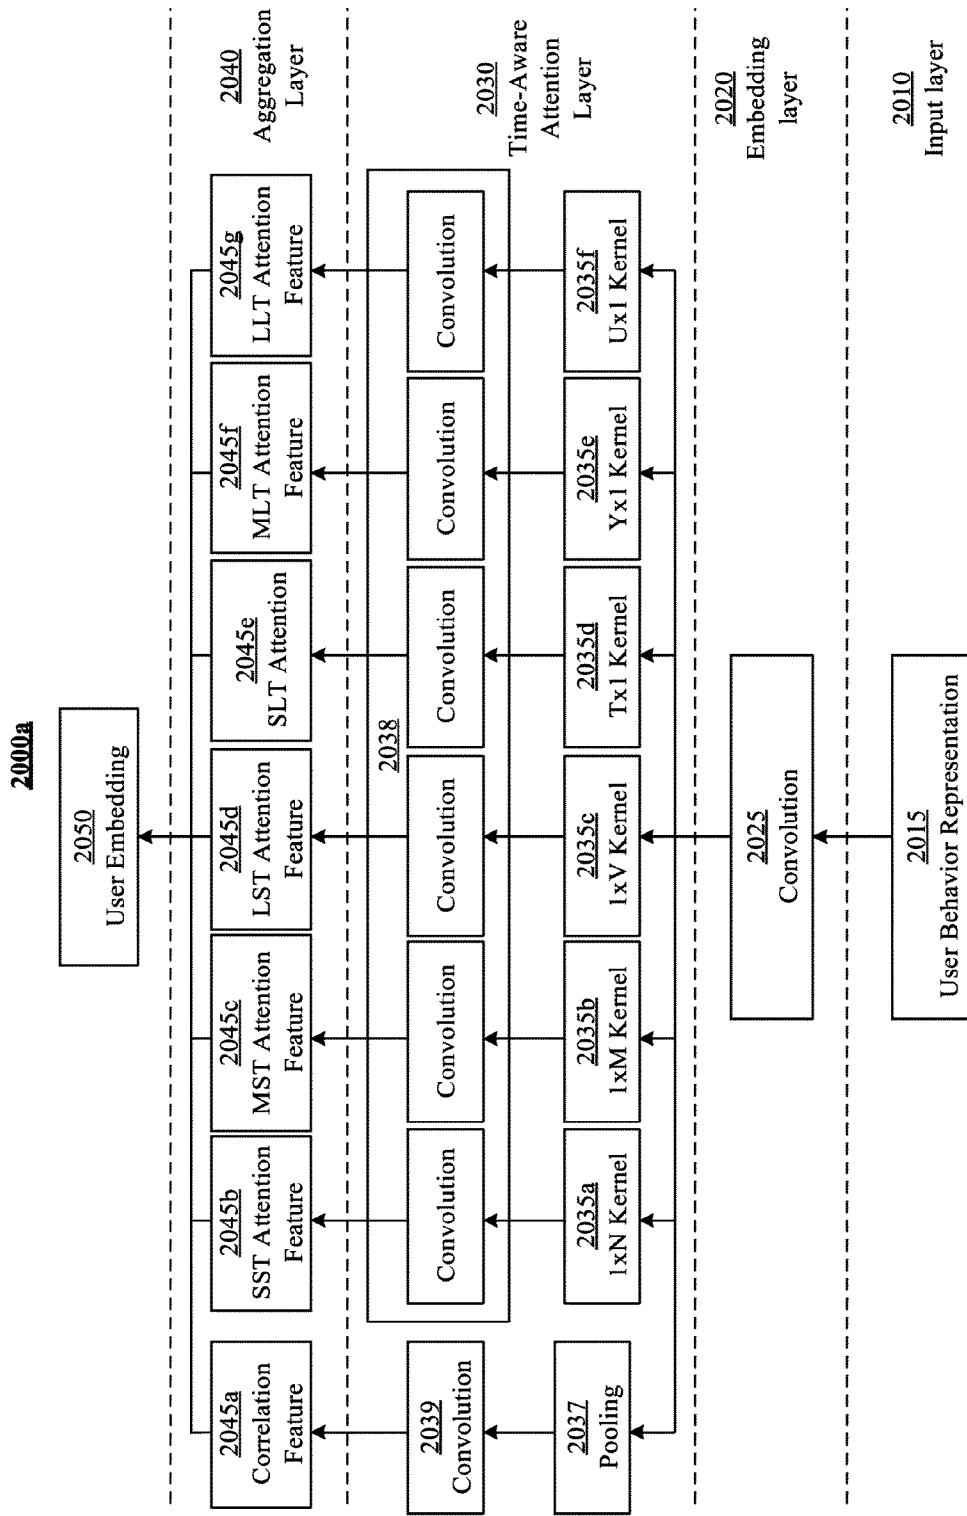 2000a
2050
User Embedding
2040
Aggregation
Layer
2045a
Correlation
Feature
2045b
SST Attention
Feature
2045c
MST Attention
Feature
2045d
LST Attention
Feature
2045e
SLT Attention
2045f
MLT Attention
Feature
2045g
LLT Attention
Feature
2030
Time-Aware
Attention
Layer
2039
Convolution
2038
Convolution
Convolution
Convolution
Convolution
Convolution
Convolution
2037
Pooling
2035a
1xN Kernel
2035b
1xM Kernel
2035c
1xV Kernel
2035d
Tx1 Kernel
2035e
Yx1 Kernel
2035f
Ux1 Kernel
2020
Embedding
layer
2025
Convolution
2010
Input layer
2015
User Behavior Representation